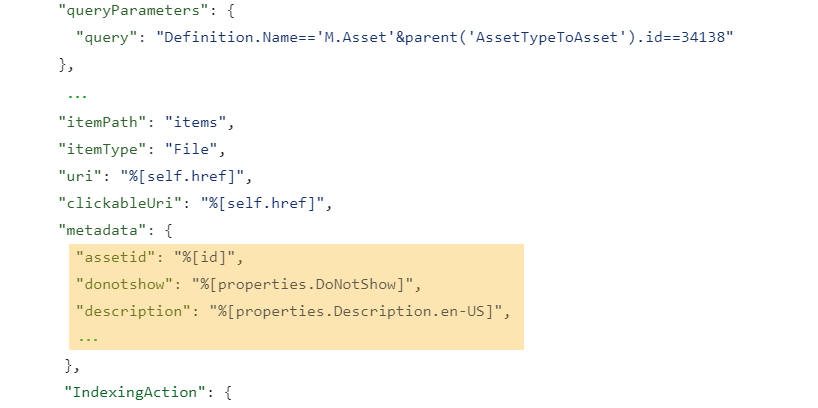 "queryParameters": {
"query": "Definition.Name=='M.Asset'&parent('AssetTypeToAsset').id==34138"
},
...
"itemPath": "items",
"itemType": "File",
"uri": "%[self.href]",
"clickableUri": "%[self.href]",
"metadata": {
"assetid": "%[id]",
"donotshow": "%[properties.DoNotShow]",
"description": "%[properties.Description.en-US]",
...
},
"IndexingAction": {